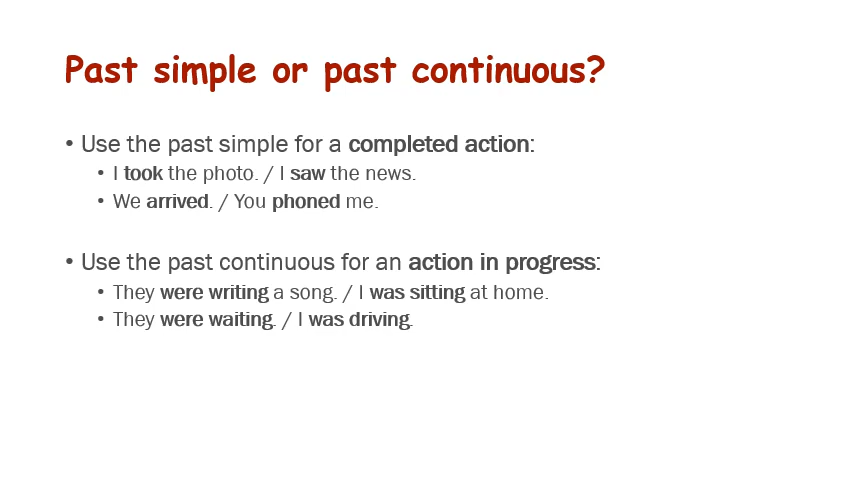 Past simple or past continuous?
• Use the past simple for a completed action:
• I took the photo. / I saw the news.
• We arrived. / You phoned me.
• Use the past continuous for an action in progress:
• They were writing a song. / I was sitting at home.
• They were waiting. / I was driving.